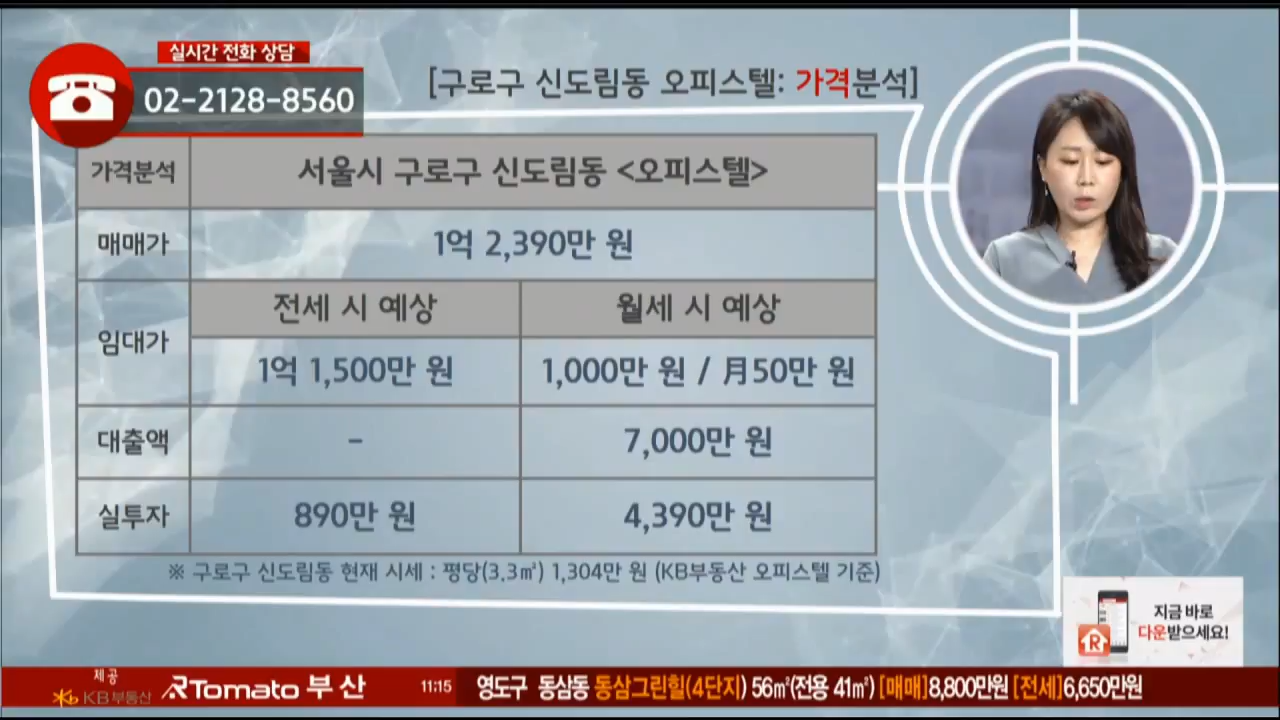 실시간 전화 상담
02-2128-8560
[구로구 신도림동 오피스텔: 가격분석]
가격분석 서울시 구로구 신도림동 <오피스텔>
매매가 1억 2,390만 원
임대가 전세 시 예상 월세 시 예상
1억 1,500만 원 1,000만 원 / 月50만 원
대출액 - 7,000만 원
실투자 890만 원 4,390만 원
※ 구로구 신도림동 현재 시세 : 평당(3.3㎡) 1,304만 원 (KB부동산 오피스텔 기준)
지금 바로
다운받으세요!
R
제공
KB부동산
RTomato 부산
11:15
영도구 동삼동 동삼그린힐(4단지) 56㎡(전용 41㎡) [매매]8,800만원 [전세]6,650만원